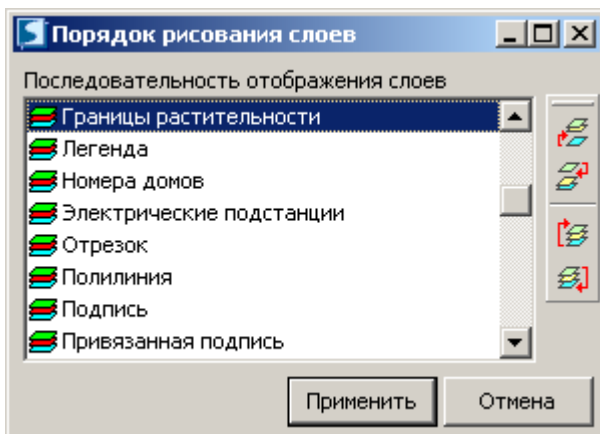 Порядок рисования слоев
Последовательность отображения слоев
Границы растительности
Легенда
Номера домов
Электрические подстанции
Отрезок
Полилиния
Подпись
Привязанная подпись
Применить
Отмена